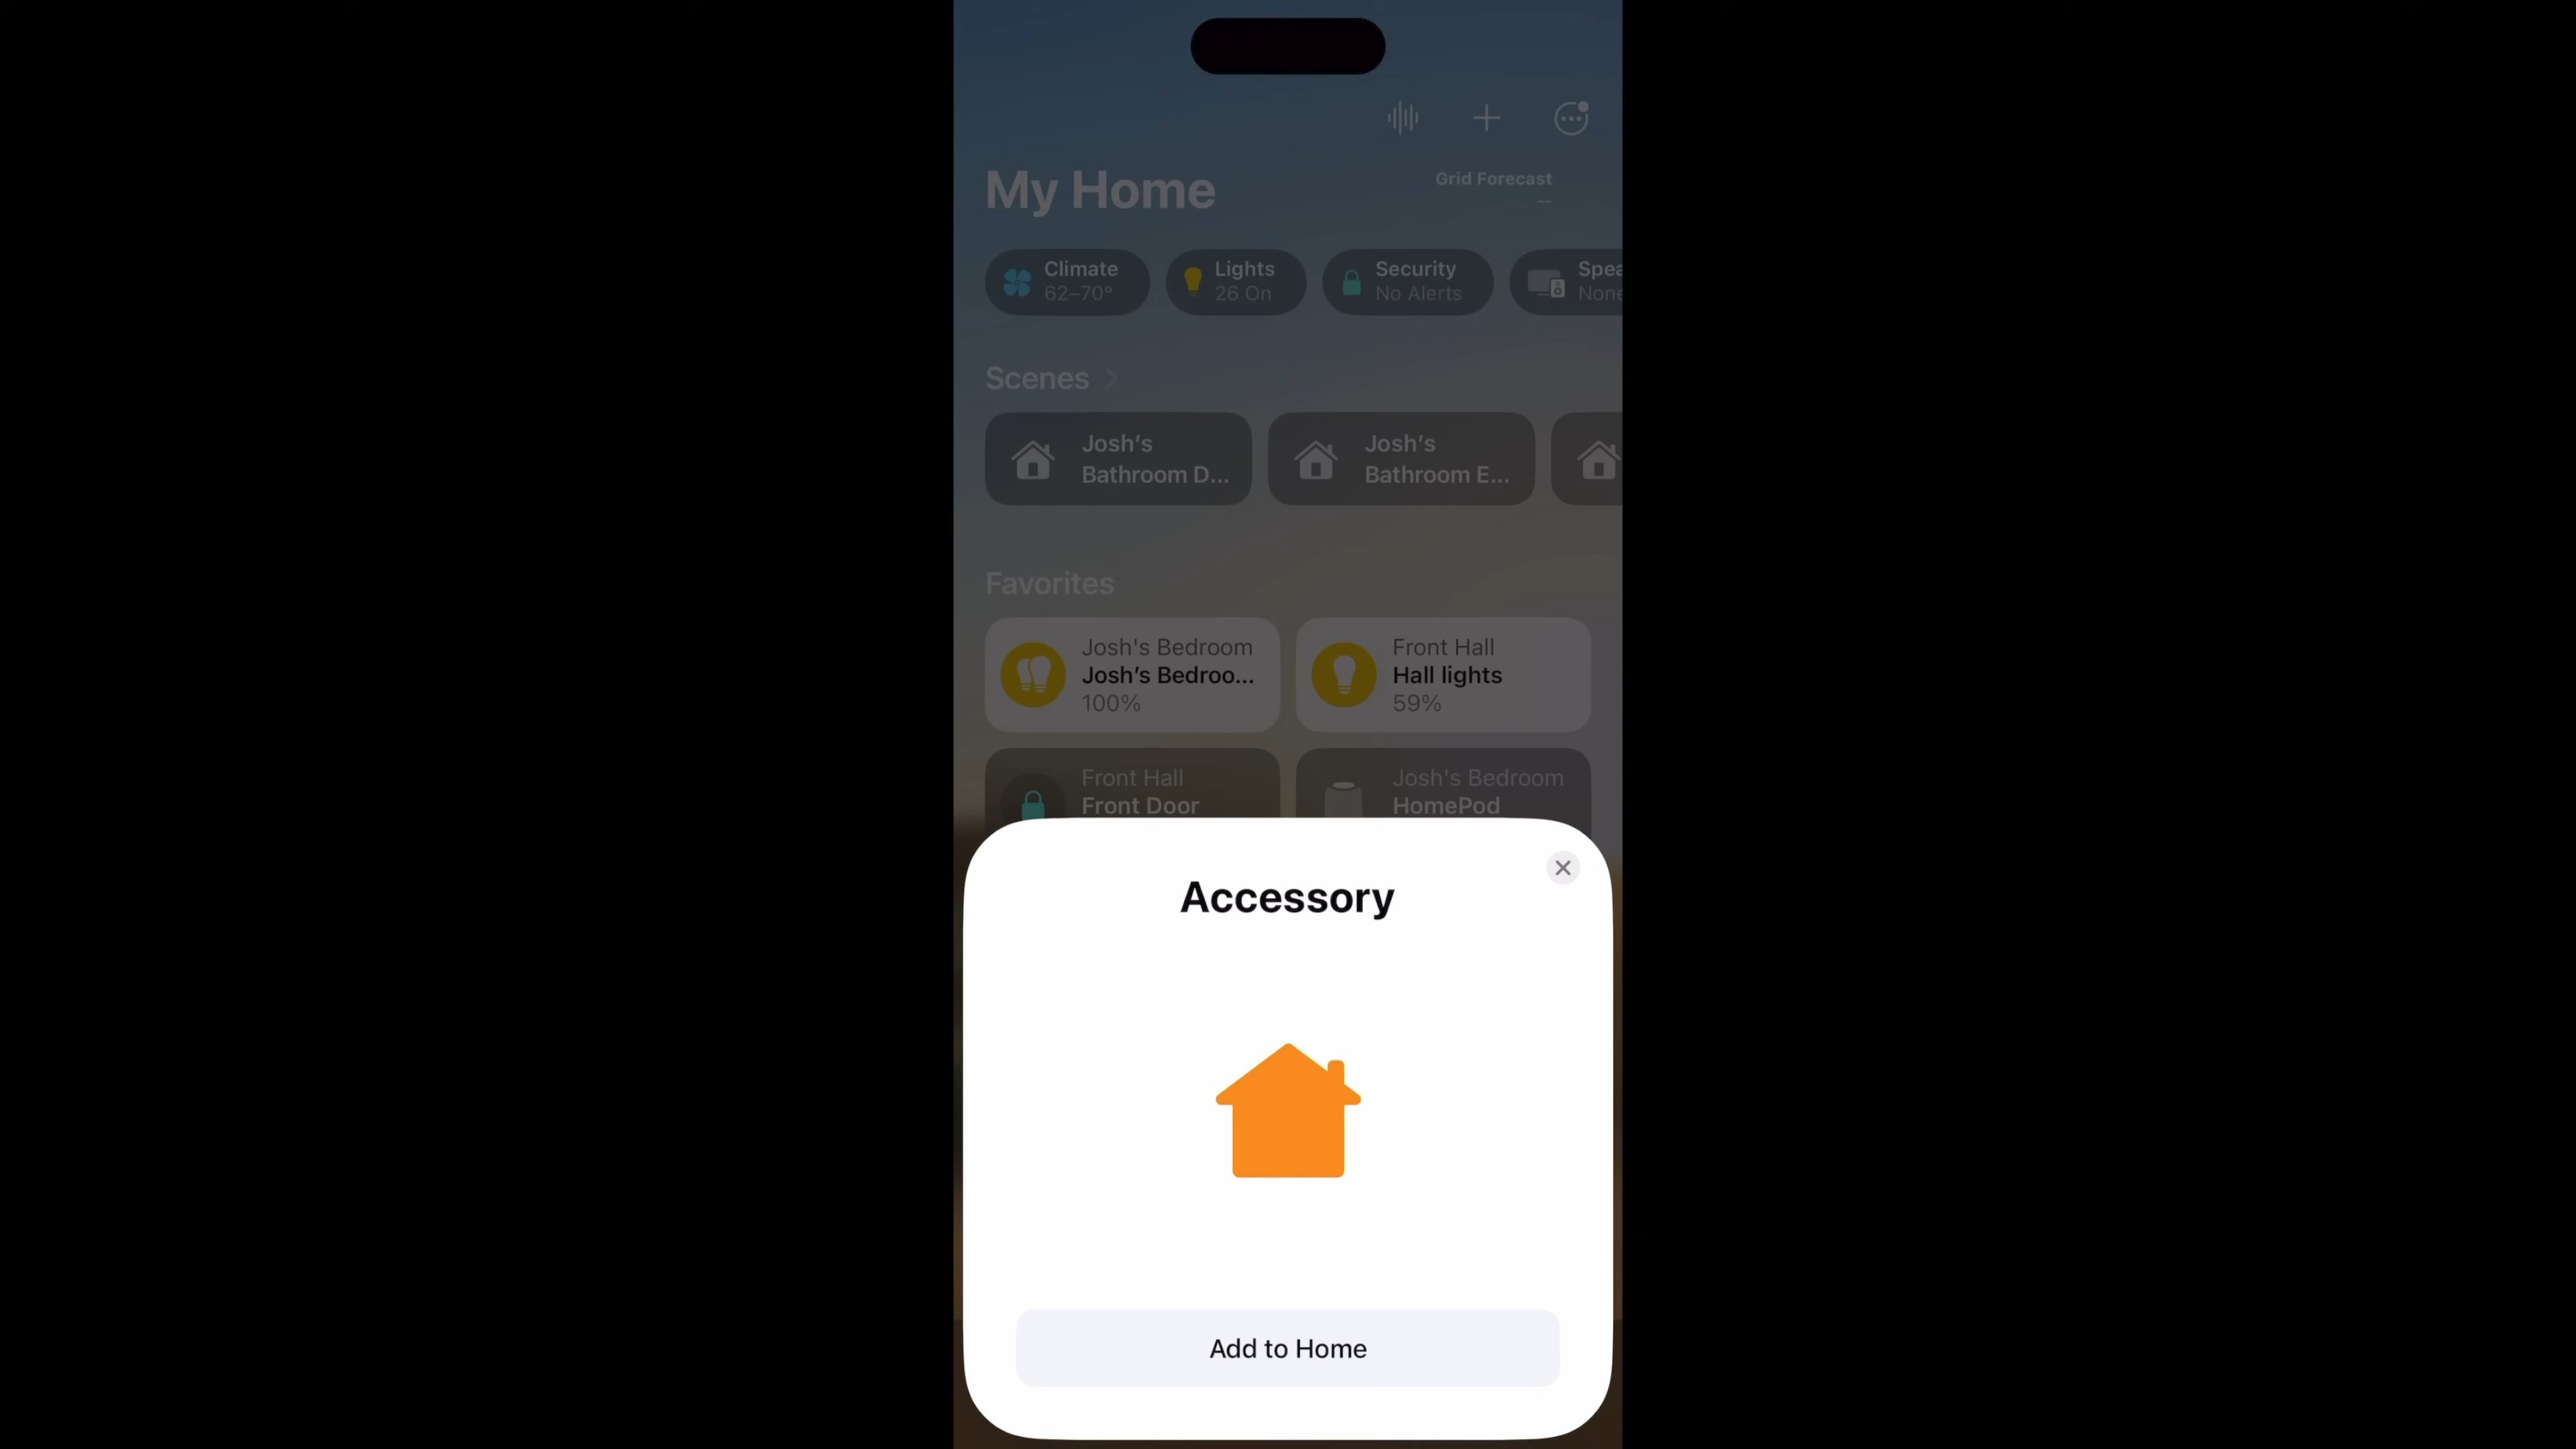 My Home
Grid Forecast
--
Climate
62–70°
Lights
26 On
Security
No Alerts
Spea
None
Scenes
Josh’s
Bathroom D...
Josh’s
Bathroom E...
Favorites
Josh's Bedroom
Josh’s Bedroo...
100%
Front Hall
Hall lights
59%
Front Hall
Front Door
Josh's Bedroom
HomePod
Accessory
Add to Home